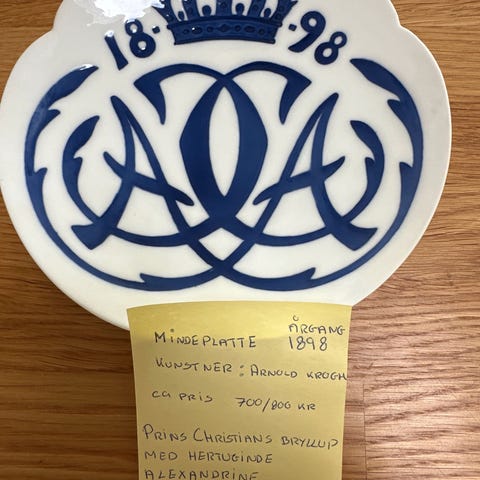 18 - 98
ACA
MINDEPLATTE ÅRGANG
1898
KUNSTNER : ARNOLD KROGH
CA PRIS 700/800 KR
PRINS CHRISTIANS BRYLLUP
MED HERTUGINDE
ALEXANDRINE